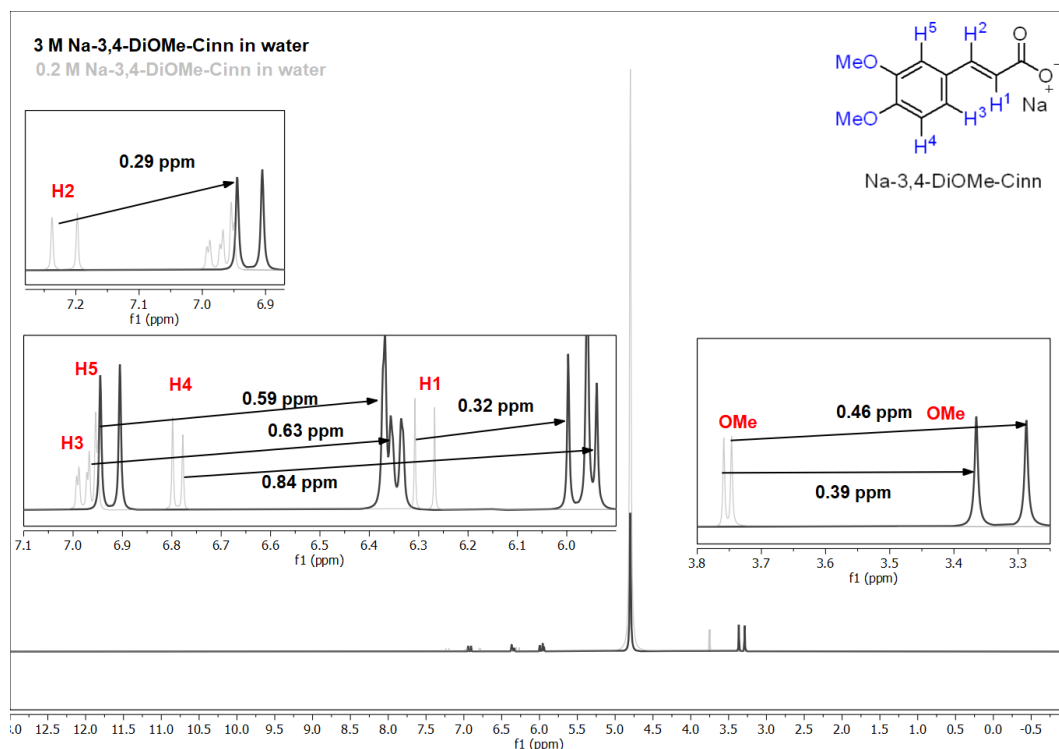 3 M Na-3,4-DiOMe-Cinn in water
0.2 M Na-3,4-DiOMe-Cinn in water
H5 H2 O
MeO O−
+
Na
H1
MeO H3
H4
Na-3,4-DiOMe-Cinn
0.29 ppm
H2
7.2 7.1 7.0 6.9
f1 (ppm)
H5
H4
H1
0.59 ppm
0.32 ppm
H3
0.63 ppm
0.84 ppm
7.1 7.0 6.9 6.8 6.7 6.6 6.5 6.4 6.3 6.2 6.1 6.0
f1 (ppm)
OMe
0.46 ppm
OMe
0.39 ppm
3.8 3.7 3.6 3.5 3.4 3.3
f1 (ppm)
3.0 12.5 11.5 10.5 9.5 9.0 8.5 8.0 7.5 7.0 6.5 6.0 5.5 5.0 4.5 4.0 3.5 3.0 2.5 2.0 1.5 1.0 0.5 0.0 -0.5
f1 (ppm)